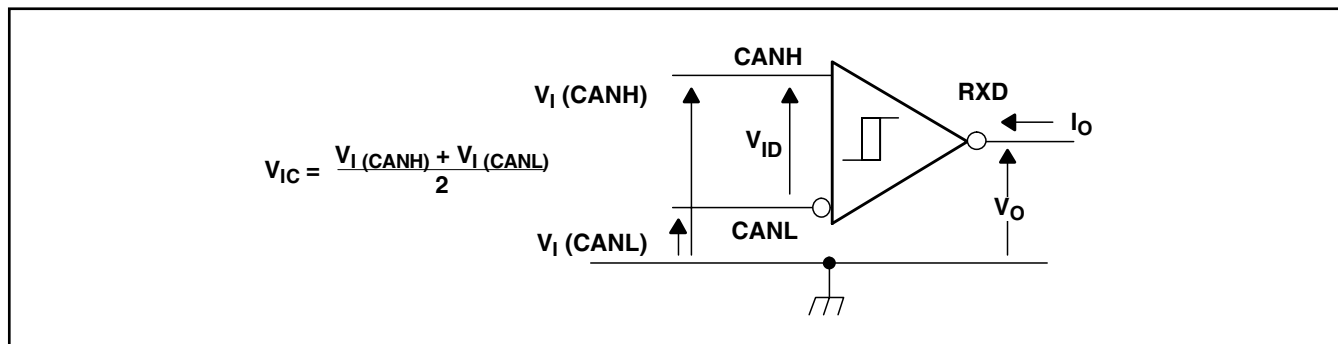 CANH
RXD
V_I (CANH)
I_O
V_ID
V_IC = V_I (CANH) + V_I (CANL)
2
V_O
CANL
V_I (CANL)